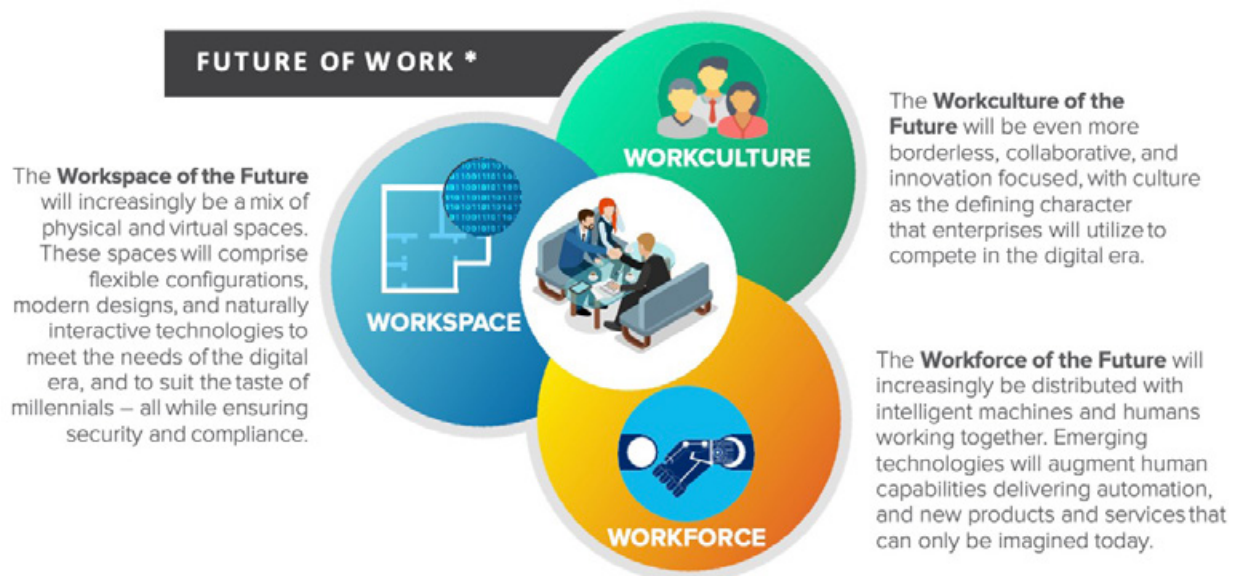 FUTURE OF WORK *
WORKCULTURE
The Workculture of the
Future will be even more
borderless, collaborative, and
innovation focused, with culture
as the defining character
that enterprises will utilize to
compete in the digital era.
The Workspace of the Future
will increasingly be a mix of
physical and virtual spaces.
These spaces will comprise
flexible configurations,
modern designs, and naturally
interactive technologies to
meet the needs of the digital
era, and to suit the taste of
millennials – all while ensuring
security and compliance.
WORKSPACE
The Workforce of the Future will
increasingly be distributed with
intelligent machines and humans
working together. Emerging
technologies will augment human
capabilities delivering automation,
and new products and services that
can only be imagined today.
WORKFORCE